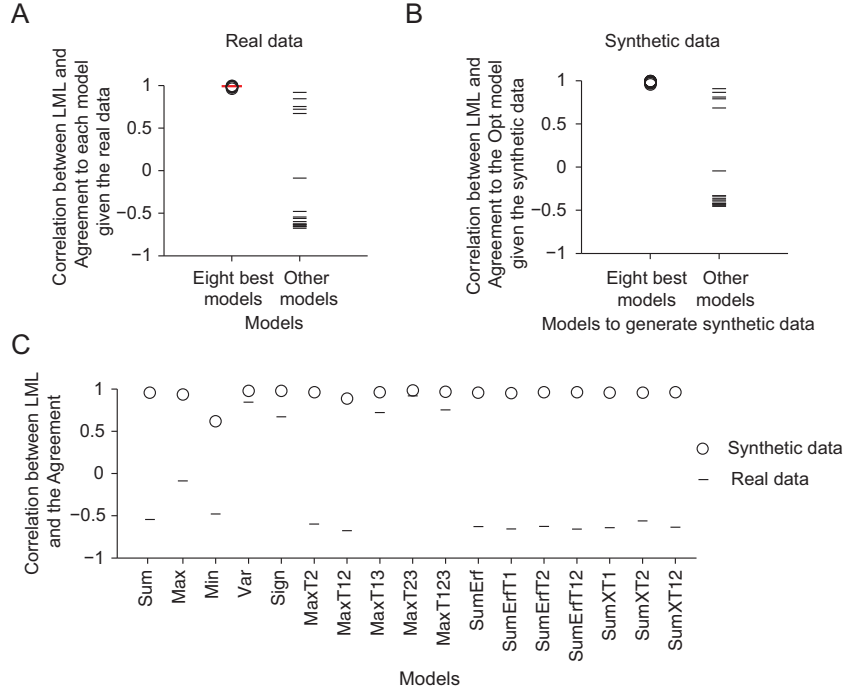 A
Real data
Correlation between LML and
Agreement to each model
given the real data
1
0.5
0
−0.5
−1
Eight best
models
Other
models
Models
B
Synthetic data
Correlation between LML and
Agreement to the Opt model
given the synthetic data
1
0.5
0
−0.5
−1
Eight best
models
Other
models
Models to generate synthetic data
C
Correlation between LML
and the Agreement
1
0.5
0
−0.5
−1
Sum
Max
Min
Var
Sign
MaxT2
MaxT12
MaxT13
MaxT23
MaxT123
SumErf
SumErfT1
SumErfT2
SumErfT12
SumXT1
SumXT2
SumXT12
Models
Synthetic data
Real data